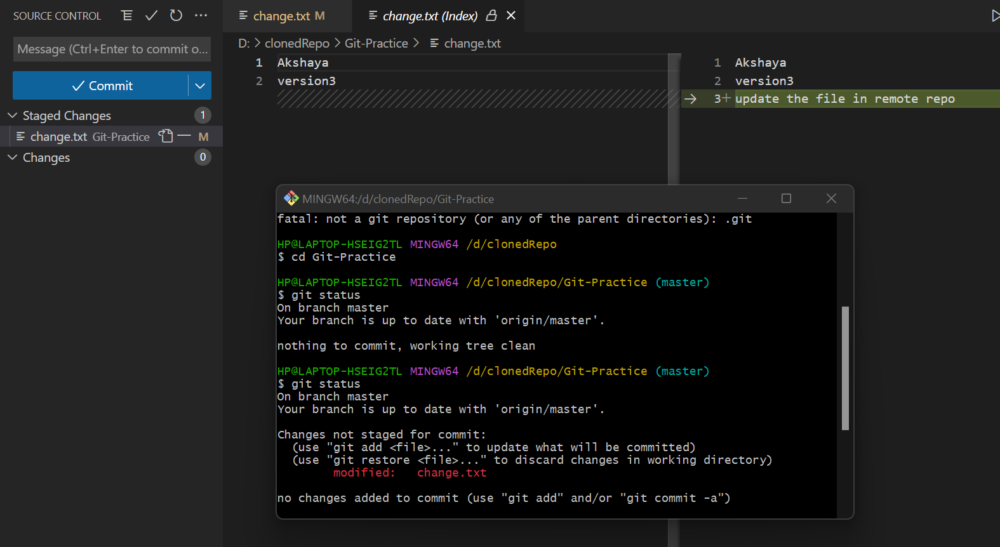 SOURCE CONTROL
change.txt M
change.txt (Index)
Message (Ctrl+Enter to commit o...
D: > clonedRepo > Git-Practice > change.txt
Commit
Staged Changes 1
change.txt Git-Practice M
Changes 0
1 Akshaya
2 version3
1 Akshaya
2 version3
3+ update the file in remote repo
MINGW64:/d/clonedRepo/Git-Practice
fatal: not a git repository (or any of the parent directories): .git
HP@LAPTOP-HSEIG2TL MINGW64 /d/clonedRepo
$ cd Git-Practice
HP@LAPTOP-HSEIG2TL MINGW64 /d/clonedRepo/Git-Practice (master)
$ git status
On branch master
Your branch is up to date with 'origin/master'.
nothing to commit, working tree clean
HP@LAPTOP-HSEIG2TL MINGW64 /d/clonedRepo/Git-Practice (master)
$ git status
On branch master
Your branch is up to date with 'origin/master'.
Changes not staged for commit:
(use "git add <file>..." to update what will be committed)
(use "git restore <file>..." to discard changes in working directory)
modified: change.txt
no changes added to commit (use "git add" and/or "git commit -a")